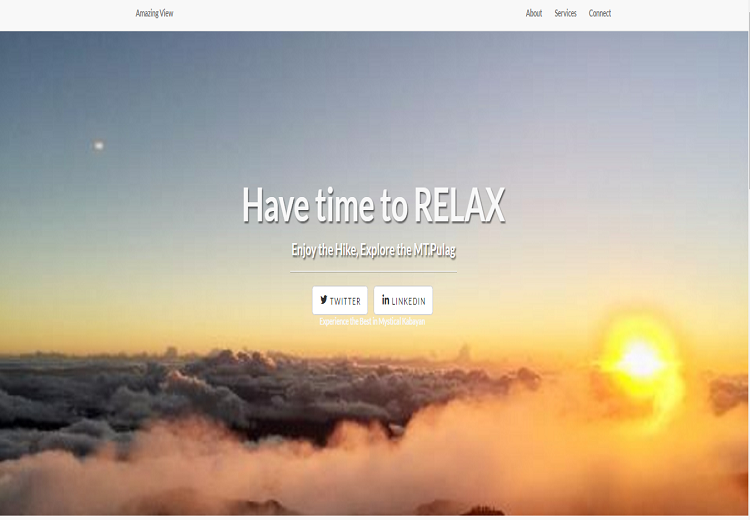 Amazing View
About Services Connect
Have time to RELAX
Enjoy the Hike, Explore the MT.Pulag
TWITTER
LINKEDIN
Experience the Best in Mystical Kabayan